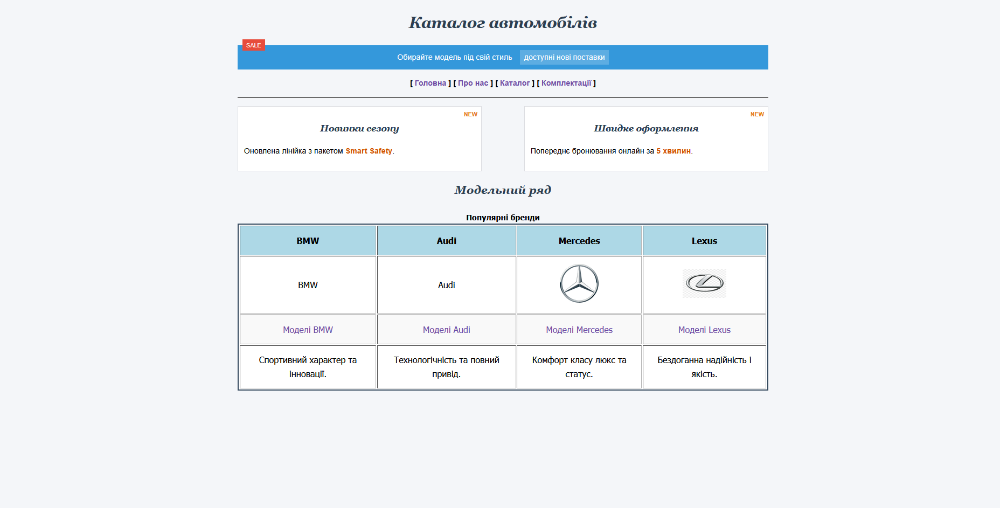 Каталог автомобілів
SALE
Обирайте модель під свій стиль доступні нові поставки
[ Головна ] [ Про нас ] [ Каталог ] [ Комплектації ]
NEW
Новинки сезону
Оновлена лінійка з пакетом Smart Safety.
NEW
Швидке оформлення
Попереднє бронювання онлайн за 5 хвилин.
Модельний ряд
Популярні бренди
BMW Audi Mercedes Lexus
BMW Audi
Моделі BMW Моделі Audi Моделі Mercedes Моделі Lexus
Спортивний характер та
інновації.
Технологічність та повний
привід.
Комфорт класу люкс та
статус.
Бездоганна надійність і
якість.